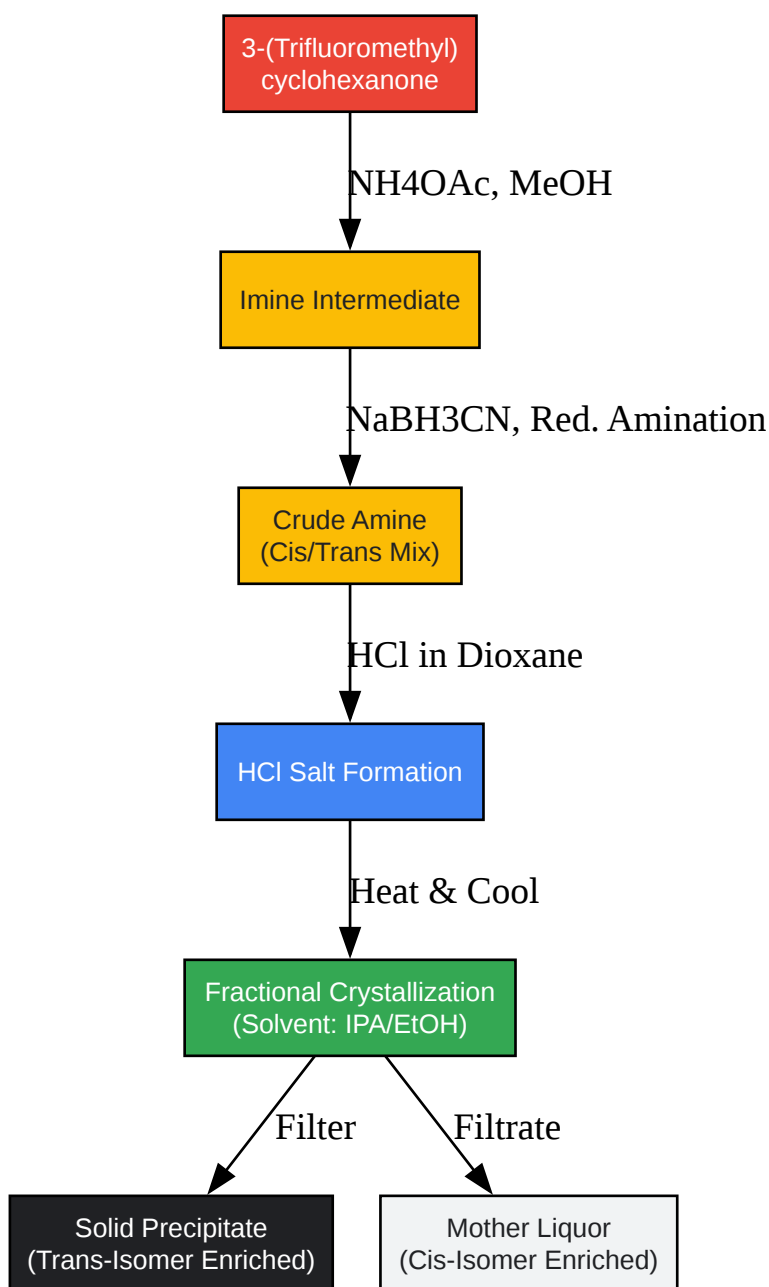 3-(Trifluoromethyl)
cyclohexanone
NH4OAc, MeOH
Imine Intermediate
NaBH3CN, Red. Amination
Crude Amine
(Cis/Trans Mix)
HCl in Dioxane
HCl Salt Formation
Heat & Cool
Fractional Crystallization
(Solvent: IPA/EtOH)
Filter
Filtrate
Solid Precipitate
(Trans-Isomer Enriched)
Mother Liquor
(Cis-Isomer Enriched)